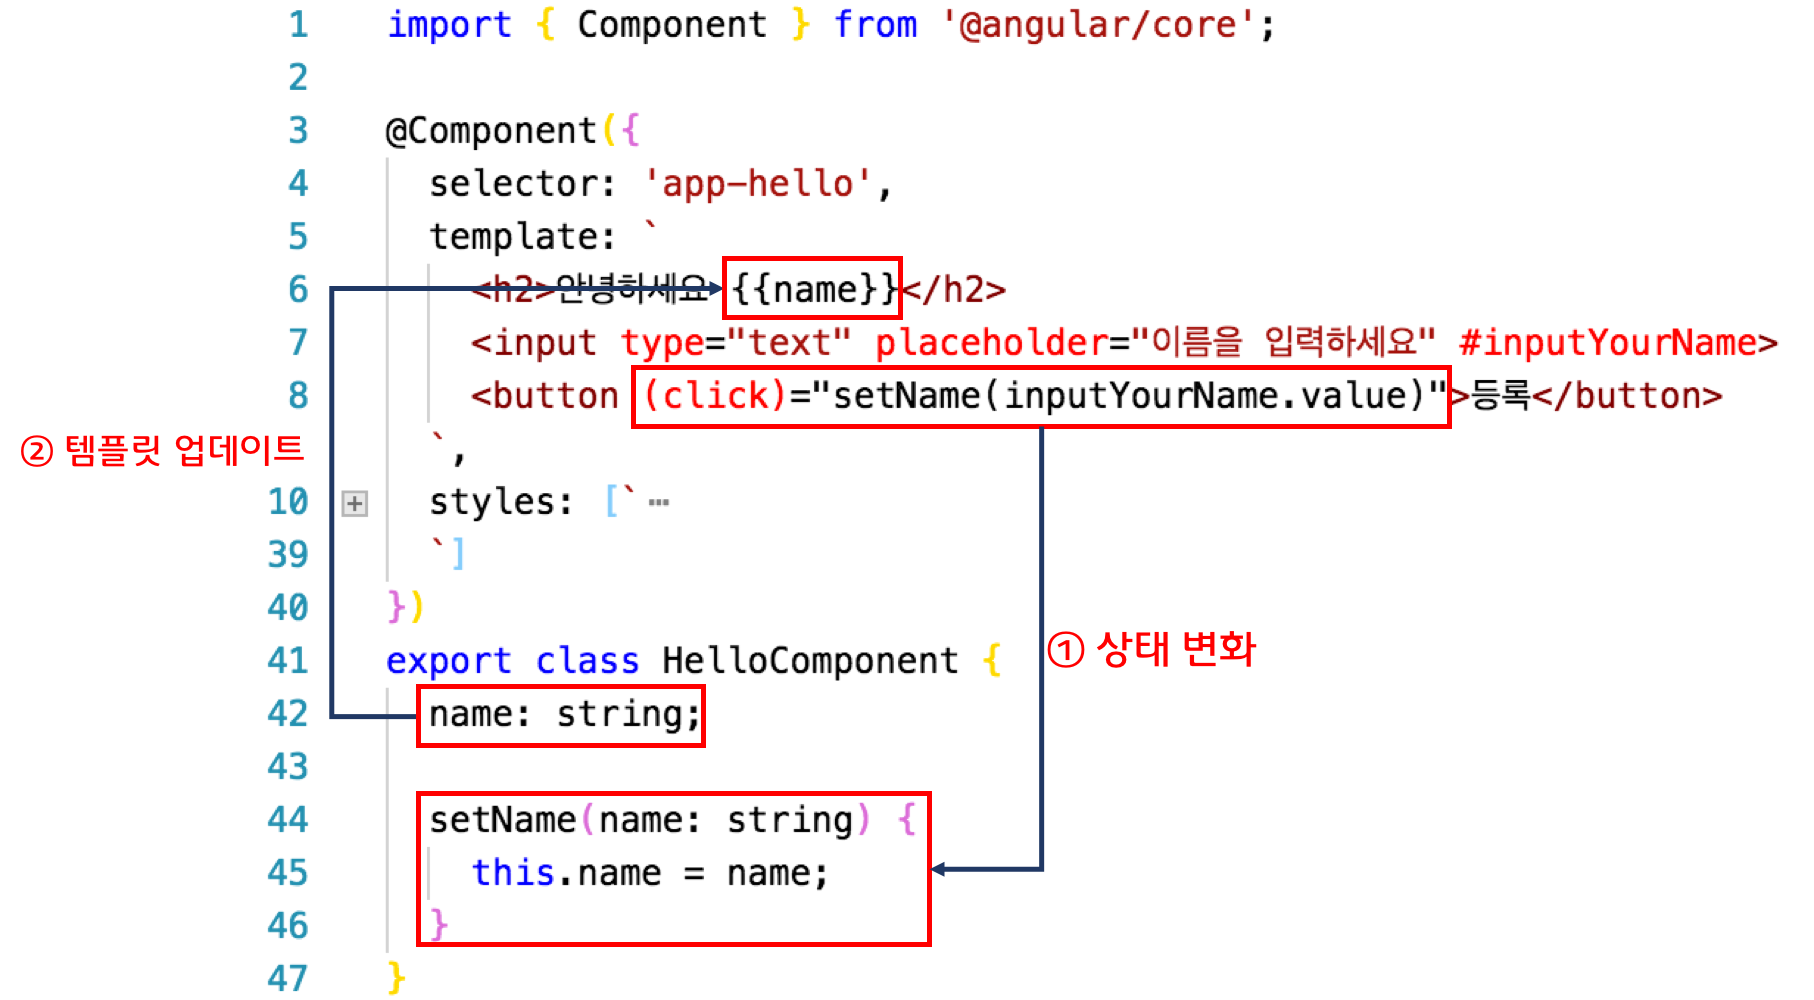 1 import { Component } from '@angular/core';
2
3 @Component({
4 selector: 'app-hello',
5 template: `
6 <h2>안녕하세요 {{name}}</h2>
7 <input type="text" placeholder="이름을 입력하세요" #inputYourName>
8 <button (click)="setName(inputYourName.value)">등록</button>
② 템플릿 업데이트
`,
10 styles: [` ⋯
39 `]
40 })
41 export class HelloComponent {
① 상태 변화
42 name: string;
43
44 setName(name: string) {
45 this.name = name;
46 }
47 }